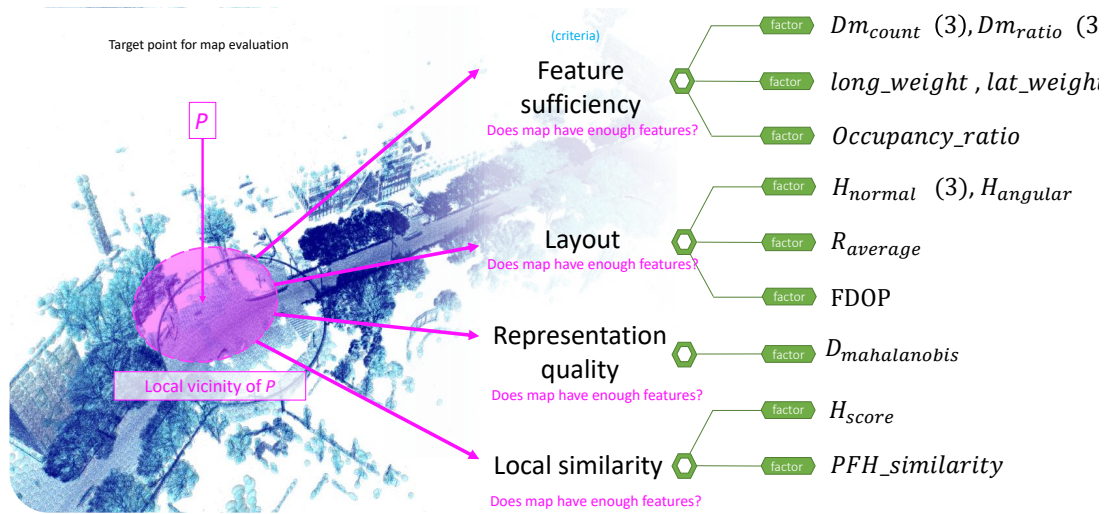 Target point for map evaluation
P
Local vicinity of P
(criteria)
Feature
sufficiency
Does map have enough features?
factor
Dm_count (3), Dm_ratio (3
factor
long_weight , lat_weight
factor
Occupancy_ratio
Layout
Does map have enough features?
factor
H_normal (3), H_angular
factor
R_average
factor
FDOP
Representation
quality
Does map have enough features?
factor
D_mahalanobis
Local similarity
Does map have enough features?
factor
H_score
factor
PFH_similarity